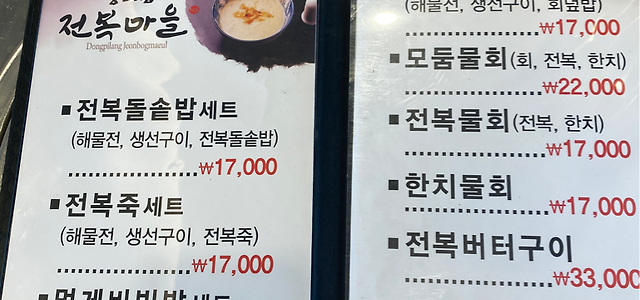 전복마을
Dongpilang Jeonbogmaeul
■ 전복돌솥밥세트
(해물전, 생선구이, 전복돌솥밥)
.....................₩17,000
■ 전복죽세트
(해물전, 생선구이, 전복죽)
.....................₩17,000
(해물전, 생선구이, 회덮밥)
₩17,000
■ 모둠물회(회, 전복, 한치)
.....................₩22,000
■ 전복물회(전복, 한치)
.....................₩17,000
■ 한치물회
.....................₩17,000
■ 전복버터구이
.....................₩33,000